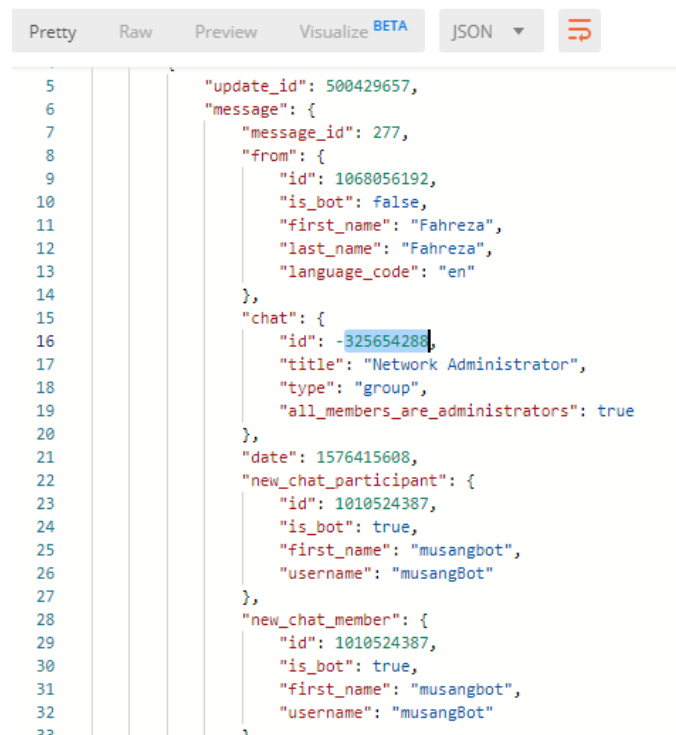 Pretty Raw Preview Visualize BETA JSON
5 "update_id": 500429657,
6 "message": {
7 "message_id": 277,
8 "from": {
9 "id": 1068056192,
10 "is_bot": false,
11 "first_name": "Fahreza",
12 "last_name": "Fahreza",
13 "language_code": "en"
14 },
15 "chat": {
16 "id": -325654288,
17 "title": "Network Administrator",
18 "type": "group",
19 "all_members_are_administrators": true
20 },
21 "date": 1576415608,
22 "new_chat_participant": {
23 "id": 1010524387,
24 "is_bot": true,
25 "first_name": "musangbot",
26 "username": "musangBot"
27 },
28 "new_chat_member": {
29 "id": 1010524387,
30 "is_bot": true,
31 "first_name": "musangbot",
32 "username": "musangBot"